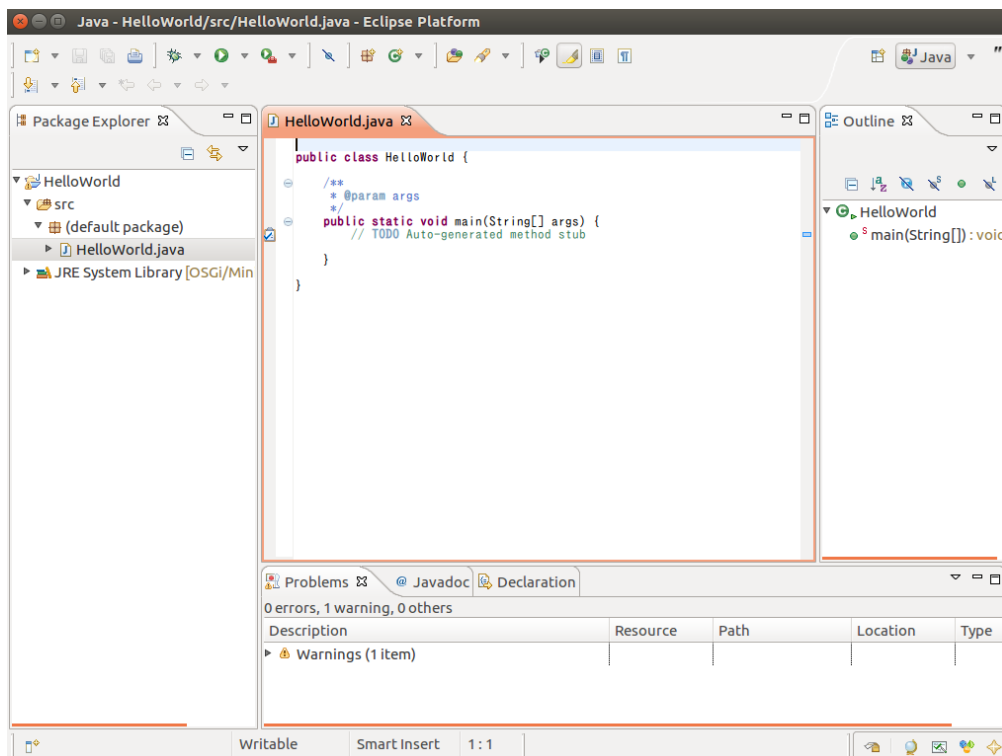 Java - HelloWorld/src/HelloWorld.java - Eclipse Platform
Java
Package Explorer
HelloWorld
src
(default package)
HelloWorld.java
JRE System Library [OSGi/Min
HelloWorld.java
public class HelloWorld {
/**
* @param args
*/
public static void main(String[] args) {
// TODO Auto-generated method stub
}
}
Outline
HelloWorld
main(String[]) : void
Problems
@ Javadoc
Declaration
0 errors, 1 warning, 0 others
Description Resource Path Location Type
Warnings (1 item)
Writable Smart Insert 1 : 1